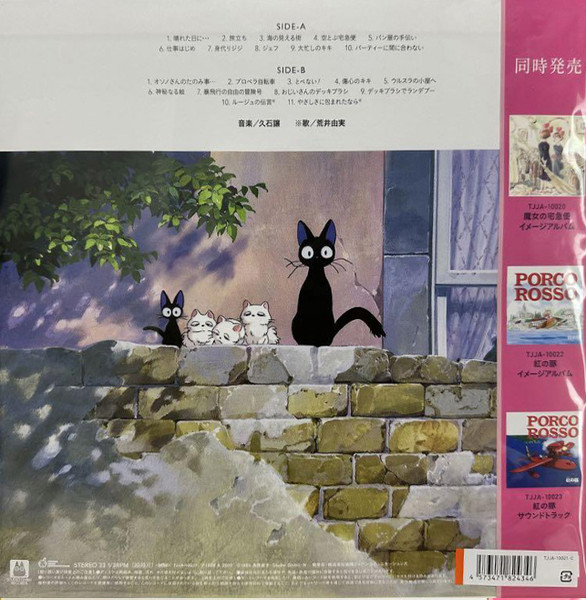 SIDE-A
1. 晴れた日に… 2. 旅立ち 3. 海の見える街 4. 空とぶ宅急便 5. パン屋の手伝い
6. 仕事はじめ 7. 身代りジジ 8. ジェフ 9. 大忙しのキキ 10. パーティーに間に合わない
SIDE-B
1. オソノさんのたのみ事… 2. プロペラ自転車 3. とべない! 4. 傷心のキキ 5. ウルスラの小屋へ
6. 神秘なる絵 7. 暴飛行の自由の冒険号 8. おじいさんのデッキブラシ 9. デッキブラシでランデブー
10. ルージュの伝言※ 11. やさしさに包まれたなら※
音楽/久石譲 ※歌/荒井由実
同時発売
TJJA-10020
魔女の宅急便
イメージアルバム
PORCO
ROSSO
TJJA-10022
紅の豚
イメージアルバム
PORCO
ROSSO
TJJA-10023
紅の豚
サウンドトラック
STEREO 33 1/3RPM
TJJA-10021
4 573471 824346